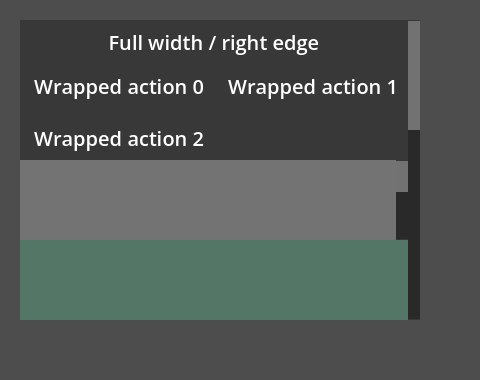 Full width / right edge
Wrapped action 0 Wrapped action 1
Wrapped action 2